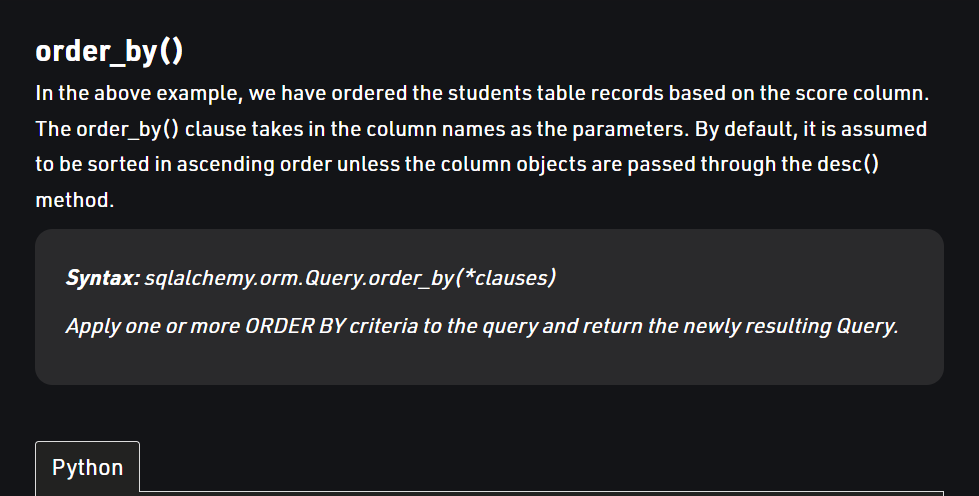 order_by()
In the above example, we have ordered the students table records based on the score column.
The order_by() clause takes in the column names as the parameters. By default, it is assumed
to be sorted in ascending order unless the column objects are passed through the desc()
method.
Syntax: sqlalchemy.orm.Query.order_by(*clauses)
Apply one or more ORDER BY criteria to the query and return the newly resulting Query.
Python